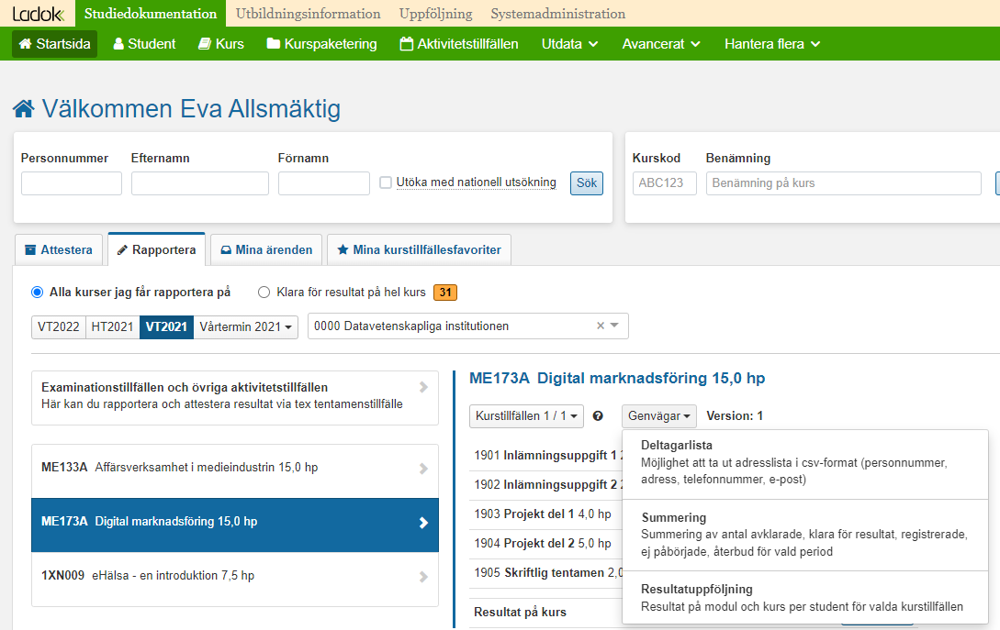 Ladok Studiedokumentation Utbildningsinformation Uppföljning Systemadministration
Startsida Student Kurs Kurspaketering Aktivitetstillfällen Utdata Avancerat Hantera flera
Välkommen Eva Allsmäktig
Personnummer Efternamn Förnamn
Utöka med nationell utsökning Sök
Kurskod Benämning
ABC123 Benämning på kurs
Attestera Rapportera Mina ärenden Mina kurstillfällesfavoriter
Alla kurser jag får rapportera på Klara för resultat på hel kurs 31
VT2022 HT2021 VT2021 Vårtermin 2021 0000 Datavetenskapliga institutionen ×
Examinationstillfällen och övriga aktivitetstillfällen
Här kan du rapportera och attestera resultat via tex tentamenstillfälle
ME133A Affärsverksamhet i medieindustrin 15,0 hp
ME173A Digital marknadsföring 15,0 hp
1XN009 eHälsa - en introduktion 7,5 hp
ME173A Digital marknadsföring 15,0 hp
Kurstillfällen 1 / 1 ? Genvägar Version: 1
1901 Inlämningsuppgift 1 2
1902 Inlämningsuppgift 2 2
1903 Projekt del 1 4,0 hp
1904 Projekt del 2 5,0 hp
1905 Skriftlig tentamen 2,0
Resultat på kurs
Deltagarlista
Möjlighet att ta ut adresslista i csv-format (personnummer,
adress, telefonnummer, e-post)
Summering
Summering av antal avklarade, klara för resultat, registrerade,
ej påbörjade, återbud för vald period
Resultatuppföljning
Resultat på modul och kurs per student för valda kurstillfällen